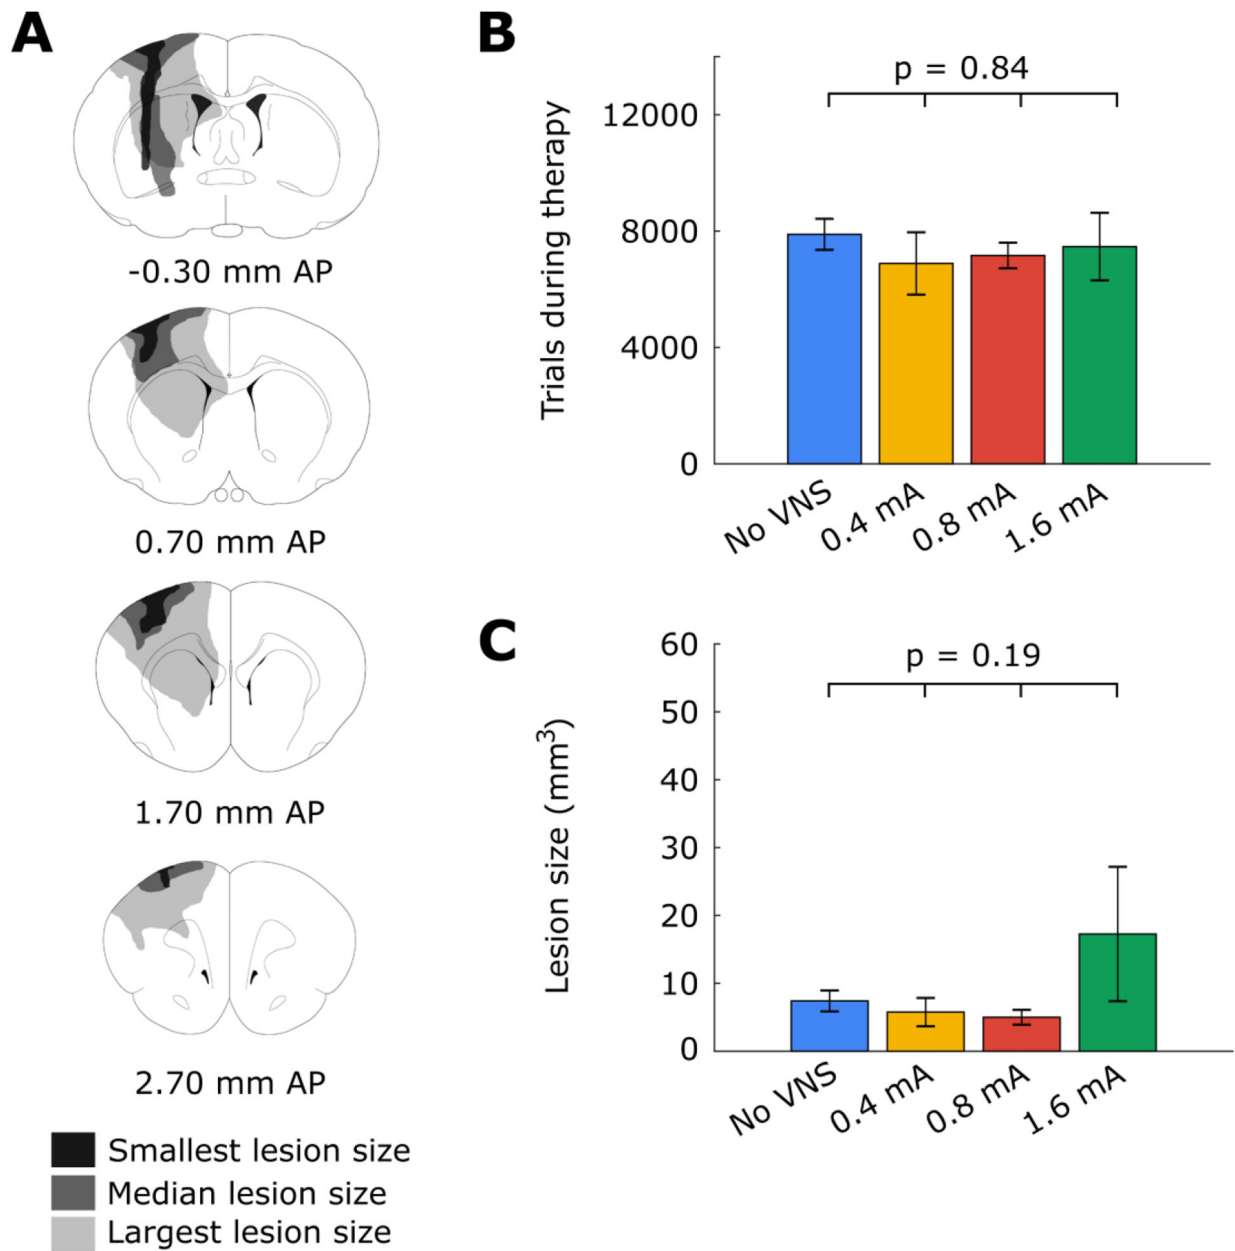 A
-0.30 mm AP
0.70 mm AP
1.70 mm AP
2.70 mm AP
Smallest lesion size
Median lesion size
Largest lesion size
B
p = 0.84
Trials during therapy
12000
8000
4000
0
No VNS
0.4 mA
0.8 mA
1.6 mA
C
p = 0.19
Lesion size (mm³)
60
50
40
30
20
10
0
No VNS
0.4 mA
0.8 mA
1.6 mA